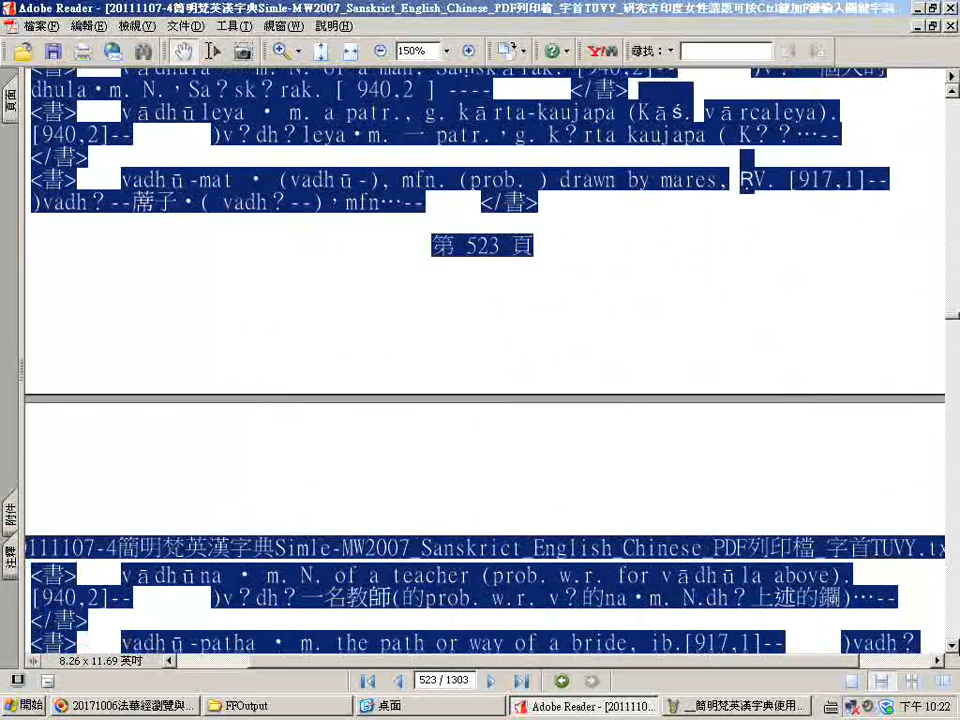 Adobe Reader - [20111107-4簡明梵英漢字典Simle-MW2007_Sanskrict_English_Chinese_PDF列印檔_字首TUVY_研究古印度女性議題可按Ctrl鍵加F鍵輸入關鍵字詞
檔案(F) 編輯(E) 檢視(V) 文件(D) 工具(T) 視窗(W) 說明(H)
150% Y! 尋找:
頁面
dhula‧m. N.，Sa？sk？rak. [ 940,2 ] ---- </書>
<書> vādhūleya ‧ m. a patr., g. kārta-kaujapa (Kāś. vārcaleya).
[940,2]-- )v？dh？leya‧m. 一 patr.，g. k？rta kaujapa ( K？？…--
</書>
<書> vadhū-mat ‧ (vadhū-), mfn. (prob. ) drawn by mares, ṚV. [917,1]--
)vadh？--蓆子‧( vadh？--)，mfn…-- </書>
第 523 頁
附件
注釋
111107-4簡明梵英漢字典Simle-MW2007_Sanskrict_English_Chinese_PDF列印檔_字首TUVY.tx
<書> vādhūna ‧ m. N. of a teacher (prob. w.r. for vādhūla above).
[940,2]-- )v？dh？一名教師(的prob. w.r. v？的na‧m. N.dh？上述的鑭)…--
</書>
<書> vadhū-patha ‧ m. the path or way of a bride, ib.[917,1]-- )vadh？
8.26 x 11.69 英吋
523 / 1303
開始 20171006法華經瀏覽與... FFOutput 桌面 Adobe Reader - [2011110... __簡明梵英漢字典使用... 下午 10:22